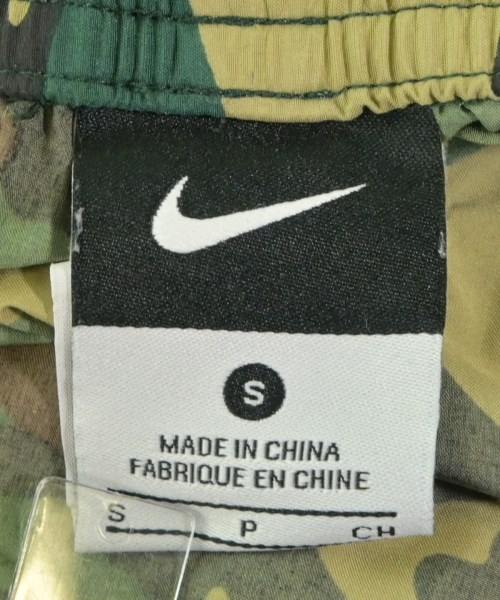 S
MADE IN CHINA
FABRIQUE EN CHINE
S P CH